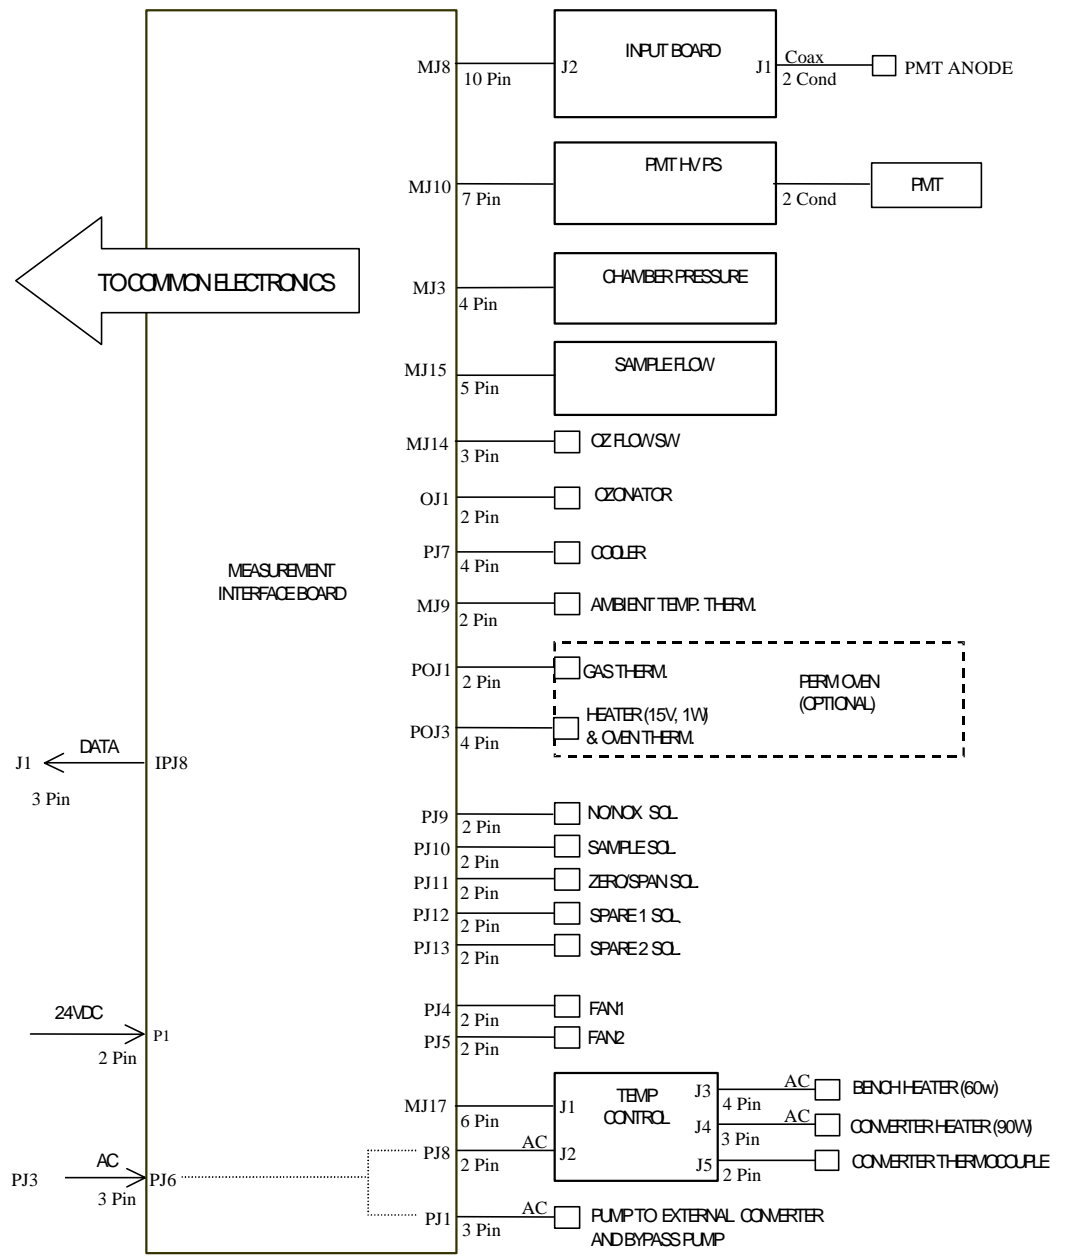 INPUT BOARD
MJ8
10 Pin
J2
J1
Coax
2 Cond
PMT ANODE
PMT HV PS
MJ10
7 Pin
2 Cond
PMT
TO COMMON ELECTRONICS
CHAMBER PRESSURE
MJ3
4 Pin
SAMPLE FLOW
MJ15
5 Pin
MJ14
3 Pin
OZ FLOW SW
OJ1
2 Pin
OZONATOR
PJ7
4 Pin
COOLER
MEASUREMENT
INTERFACE BOARD
MJ9
2 Pin
AMBIENT TEMP. THERM.
POJ1
2 Pin
GAS THERM.
PERM OVEN
(OPTIONAL)
POJ3
4 Pin
HEATER (15V, 1W)
& OVEN THERM.
DATA
J1
IPJ8
3 Pin
PJ9
2 Pin
NO/NOX SOL
PJ10
2 Pin
SAMPLE SOL
PJ11
2 Pin
ZERO/SPAN SOL
PJ12
2 Pin
SPARE 1 SOL
PJ13
2 Pin
SPARE 2 SOL
24VDC
P1
2 Pin
PJ4
2 Pin
FAN1
PJ5
2 Pin
FAN2
MJ17
6 Pin
J1
TEMP
CONTROL
J3
AC
4 Pin
BENCH HEATER (60w)
J4
AC
3 Pin
CONVERTER HEATER (90W)
PJ8
AC
2 Pin
J2
J5
2 Pin
CONVERTER THERMOCOUPLE
PJ3
AC
3 Pin
PJ6
PJ1
AC
3 Pin
PUMP TO EXTERNAL CONVERTER
AND BYPASS PUMP